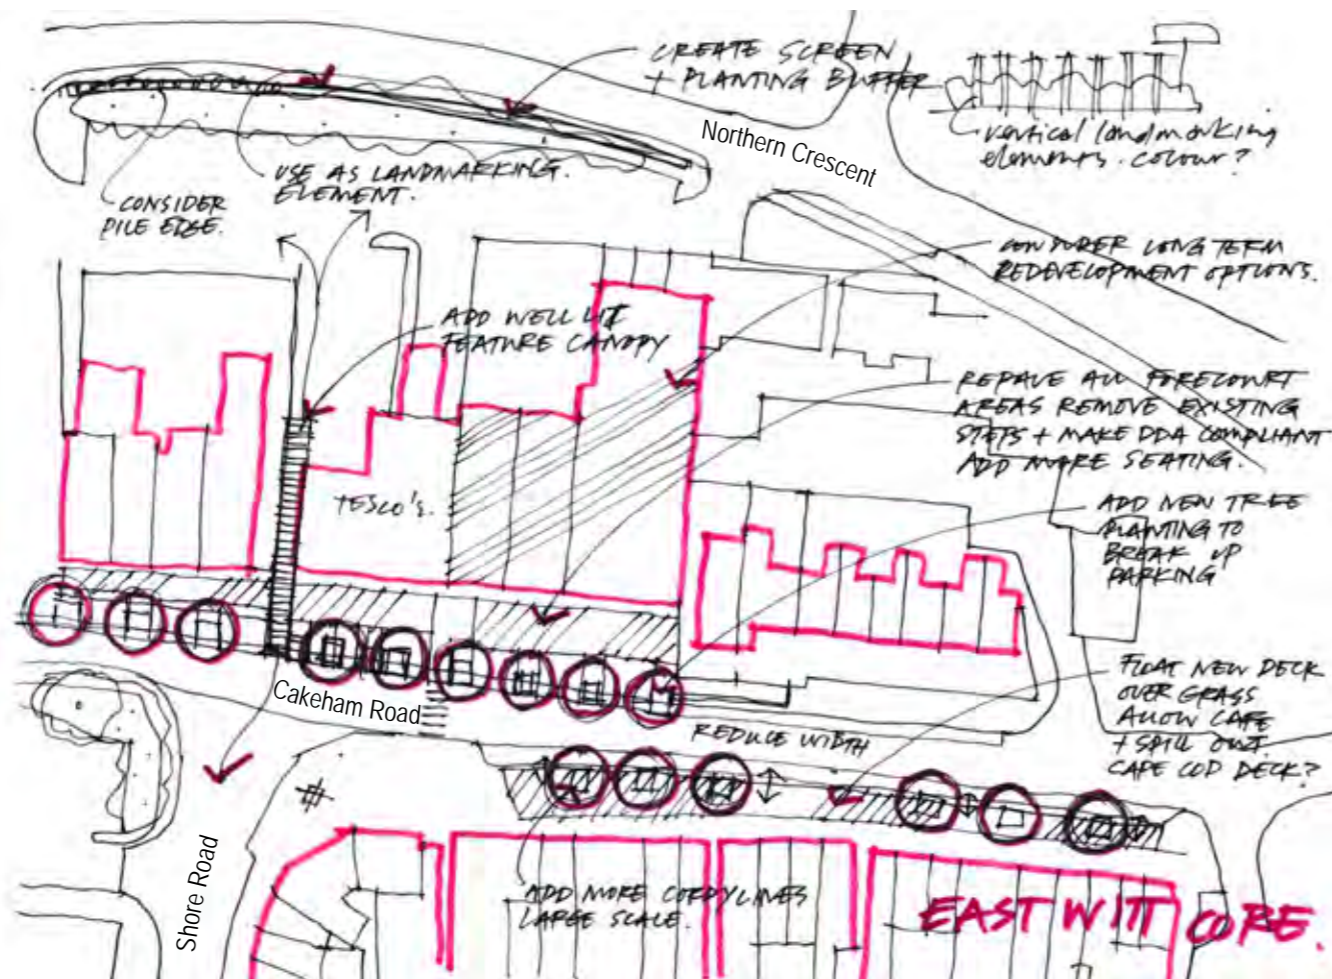 CREATE SCREEN
+ PLANTING BUFFER
vertical landmarking
elements. colour?
Northern Crescent
USE AS LANDMARKING.
ELEMENT.
CONSIDER
PILE EDGE.
CONSIDER LONG TERM
REDEVELOPMENT OPTIONS.
ADD WELL LIT
FEATURE CANOPY
REPAVE ALL FORECOURT
AREAS REMOVE EXISTING
STEPS + MAKE DDA COMPLIANT
ADD MORE SEATING.
TESCO'S.
ADD NEW TREE
PLANTING TO
BREAK UP
PARKING
FLOAT NEW DECK
OVER GRASS
ALLOW CAFE
+ SPILL OUT.
CAPE COD DECK?
Cakeham Road
REDUCE WIDTH
Shore Road
ADD MORE CORDYLINES
LARGE SCALE.
EAST WITT CORE.